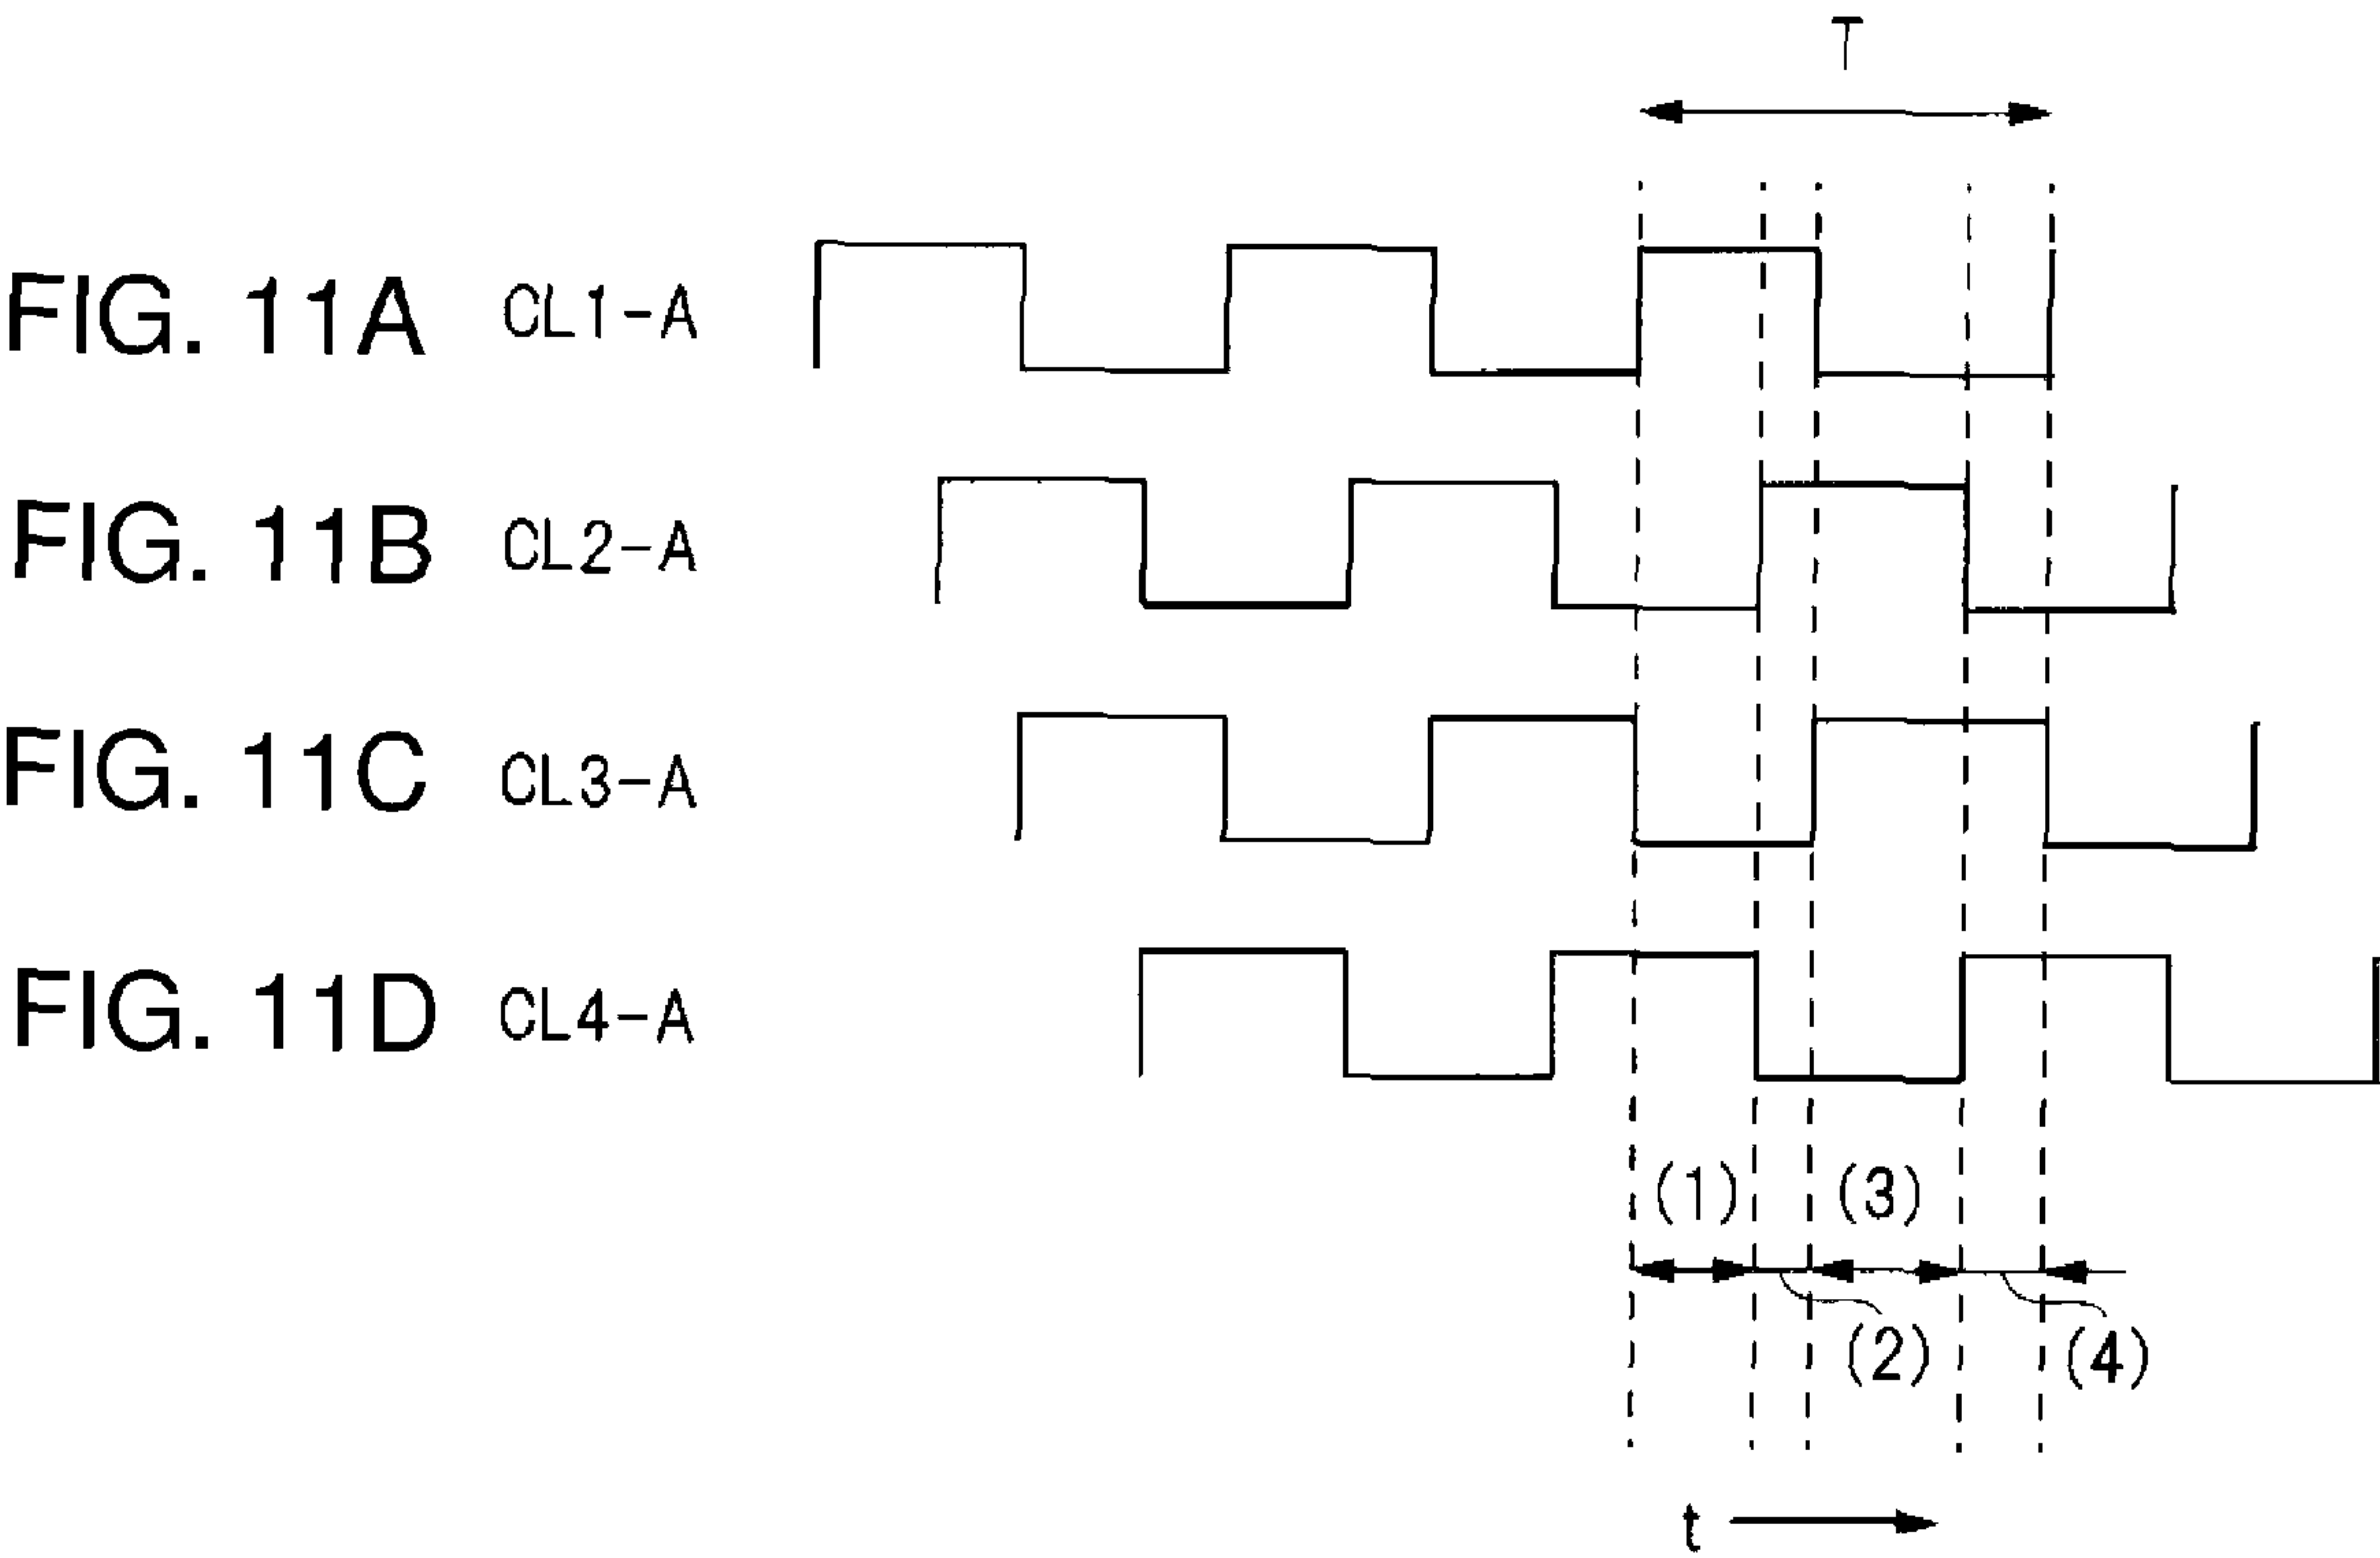 T
FIG. 11A CL1-A
FIG. 11B CL2-A
FIG. 11C CL3-A
FIG. 11D CL4-A
(1) (3)
(2) (4)
t